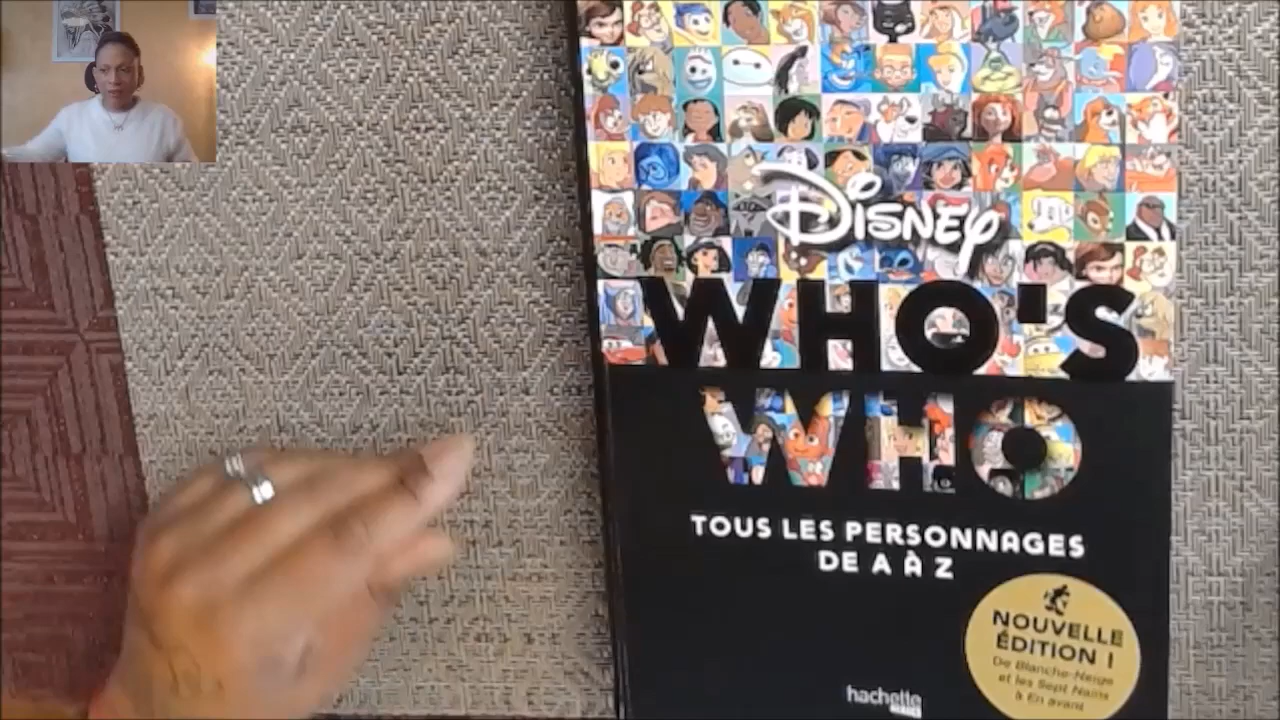 DISNEY
WHO'S
WHO
TOUS LES PERSONNAGES
DE A À Z
NOUVELLE
ÉDITION !
De Blanche-Neige
et les Sept Nains
à En avant
hachette